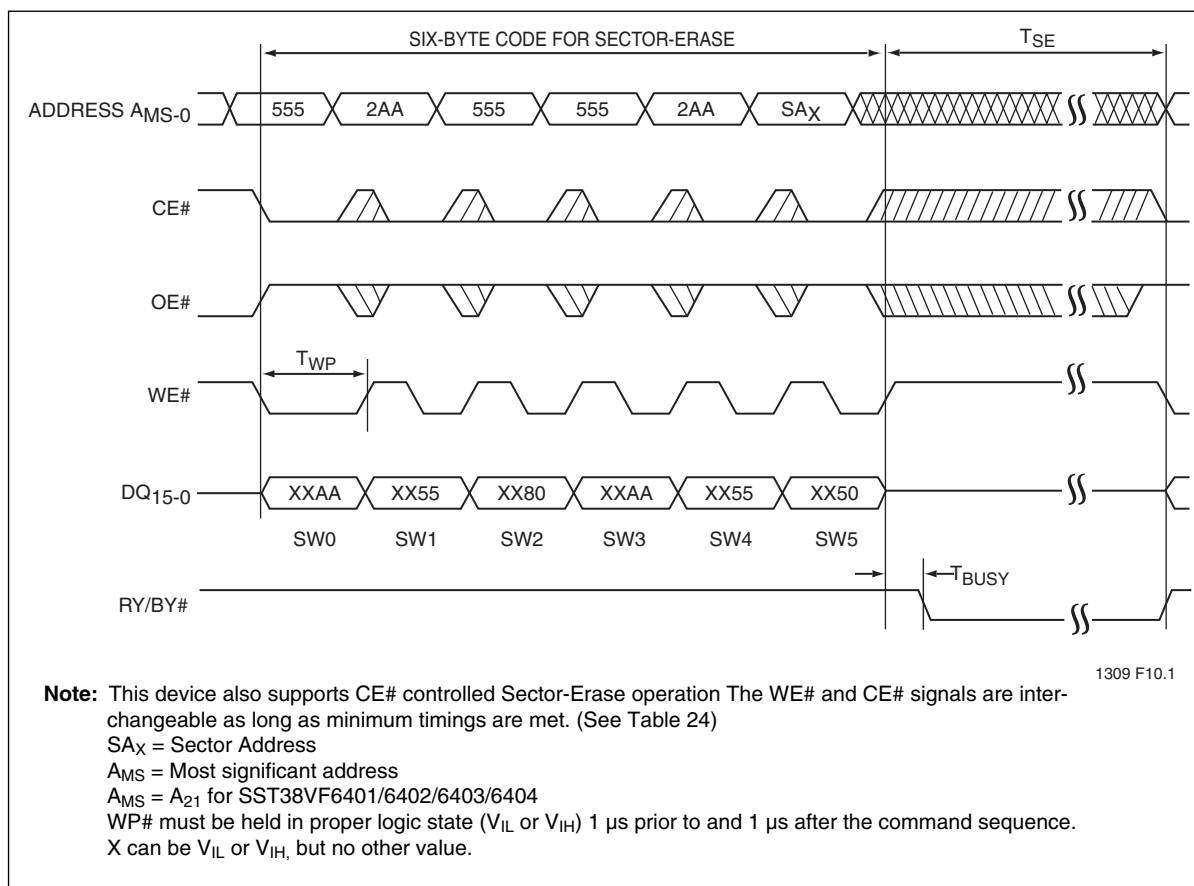 SIX-BYTE CODE FOR SECTOR-ERASE
TSE
ADDRESS AMS-0
555 2AA 555 555 2AA SAX
CE#
OE#
TWP
WE#
DQ15-0
XXAA XX55 XX80 XXAA XX55 XX50
SW0 SW1 SW2 SW3 SW4 SW5
TBUSY
RY/BY#
1309 F10.1
Note: This device also supports CE# controlled Sector-Erase operation The WE# and CE# signals are inter-
changeable as long as minimum timings are met. (See Table 24)
SAX = Sector Address
AMS = Most significant address
AMS = A21 for SST38VF6401/6402/6403/6404
WP# must be held in proper logic state (VIL or VIH) 1 µs prior to and 1 µs after the command sequence.
X can be VIL or VIH, but no other value.